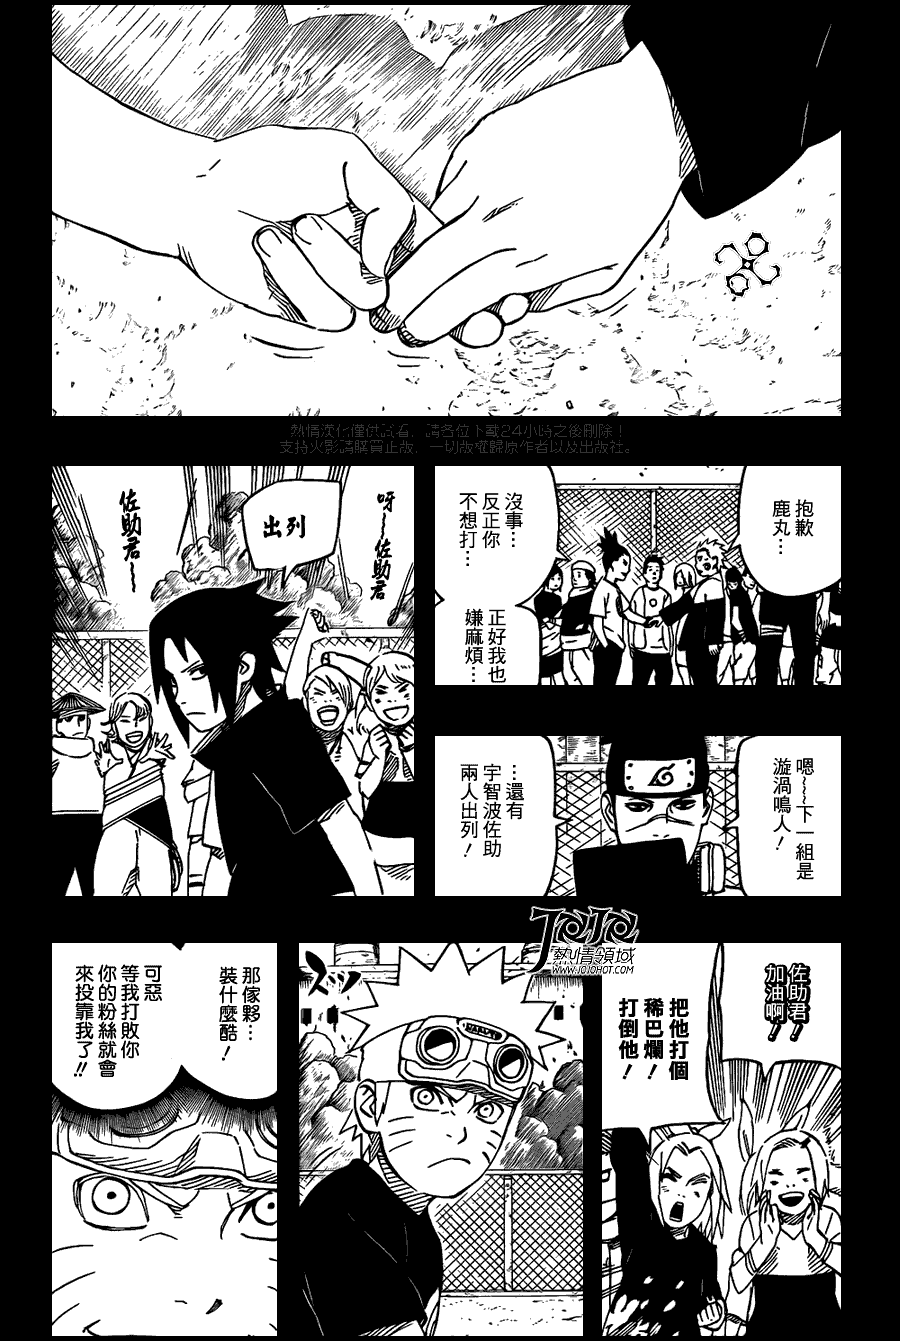 熱情漢化僅供試看，請各位下載24小時之後刪除！
支持火影請購買正版，一切版權歸原作者以及出版社。
抱歉
鹿丸…
沒事…
反正你
不想打…
正好我也
嫌麻煩…
呀～佐助君
出列
佐助君～
嗯～～下一組是
漩渦鳴人！
…還有
宇智波佐助
兩人出列！
JOJO
熱情領域
WWW.JOJOHOT.COM
佐助君！
加油啊！
把他打個
稀巴爛！
打倒他！
NARUTO
スッ
那傢夥…
裝什麼酷！
可惡
等我打敗你
你的粉絲就會
來投靠我了!!